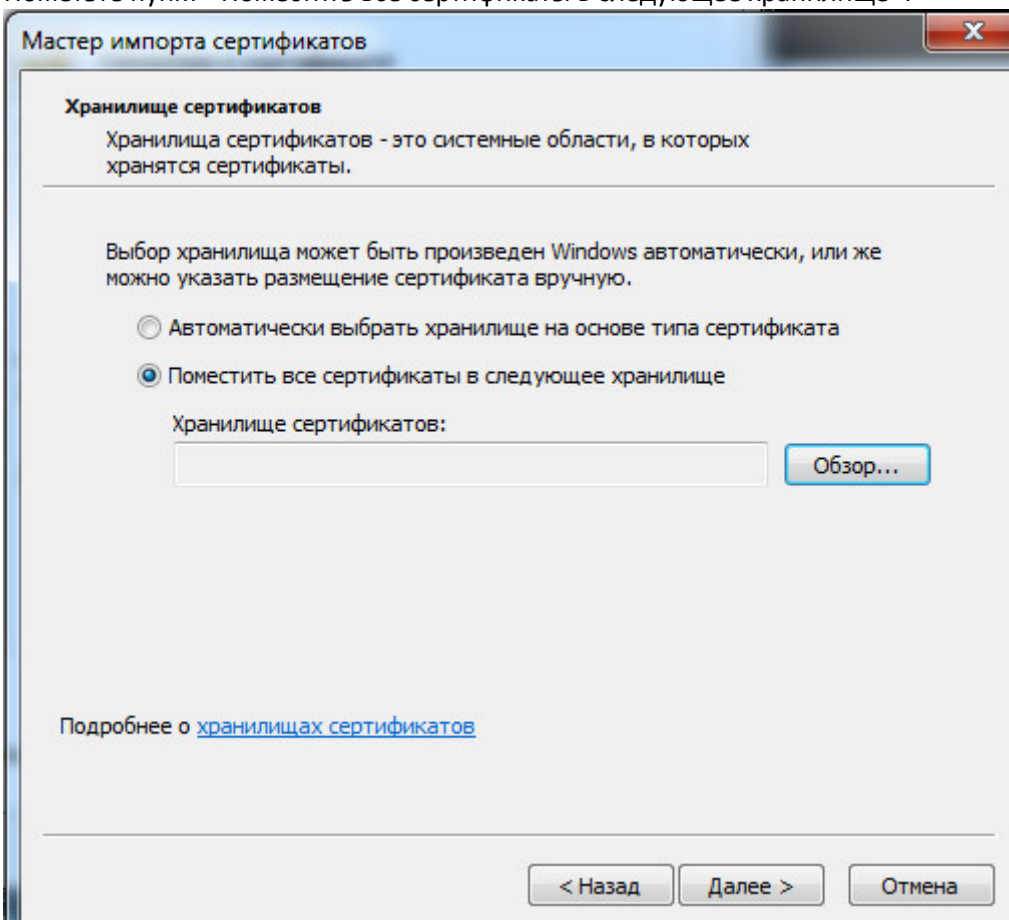 Мастер импорта сертификатов
Хранилище сертификатов
Хранилища сертификатов - это системные области, в которых
хранятся сертификаты.
Выбор хранилища может быть произведен Windows автоматически, или же
можно указать размещение сертификата вручную.
Автоматически выбрать хранилище на основе типа сертификата
Поместить все сертификаты в следующее хранилище
Хранилище сертификатов:
Обзор...
Подробнее о хранилищах сертификатов
< Назад
Далее >
Отмена